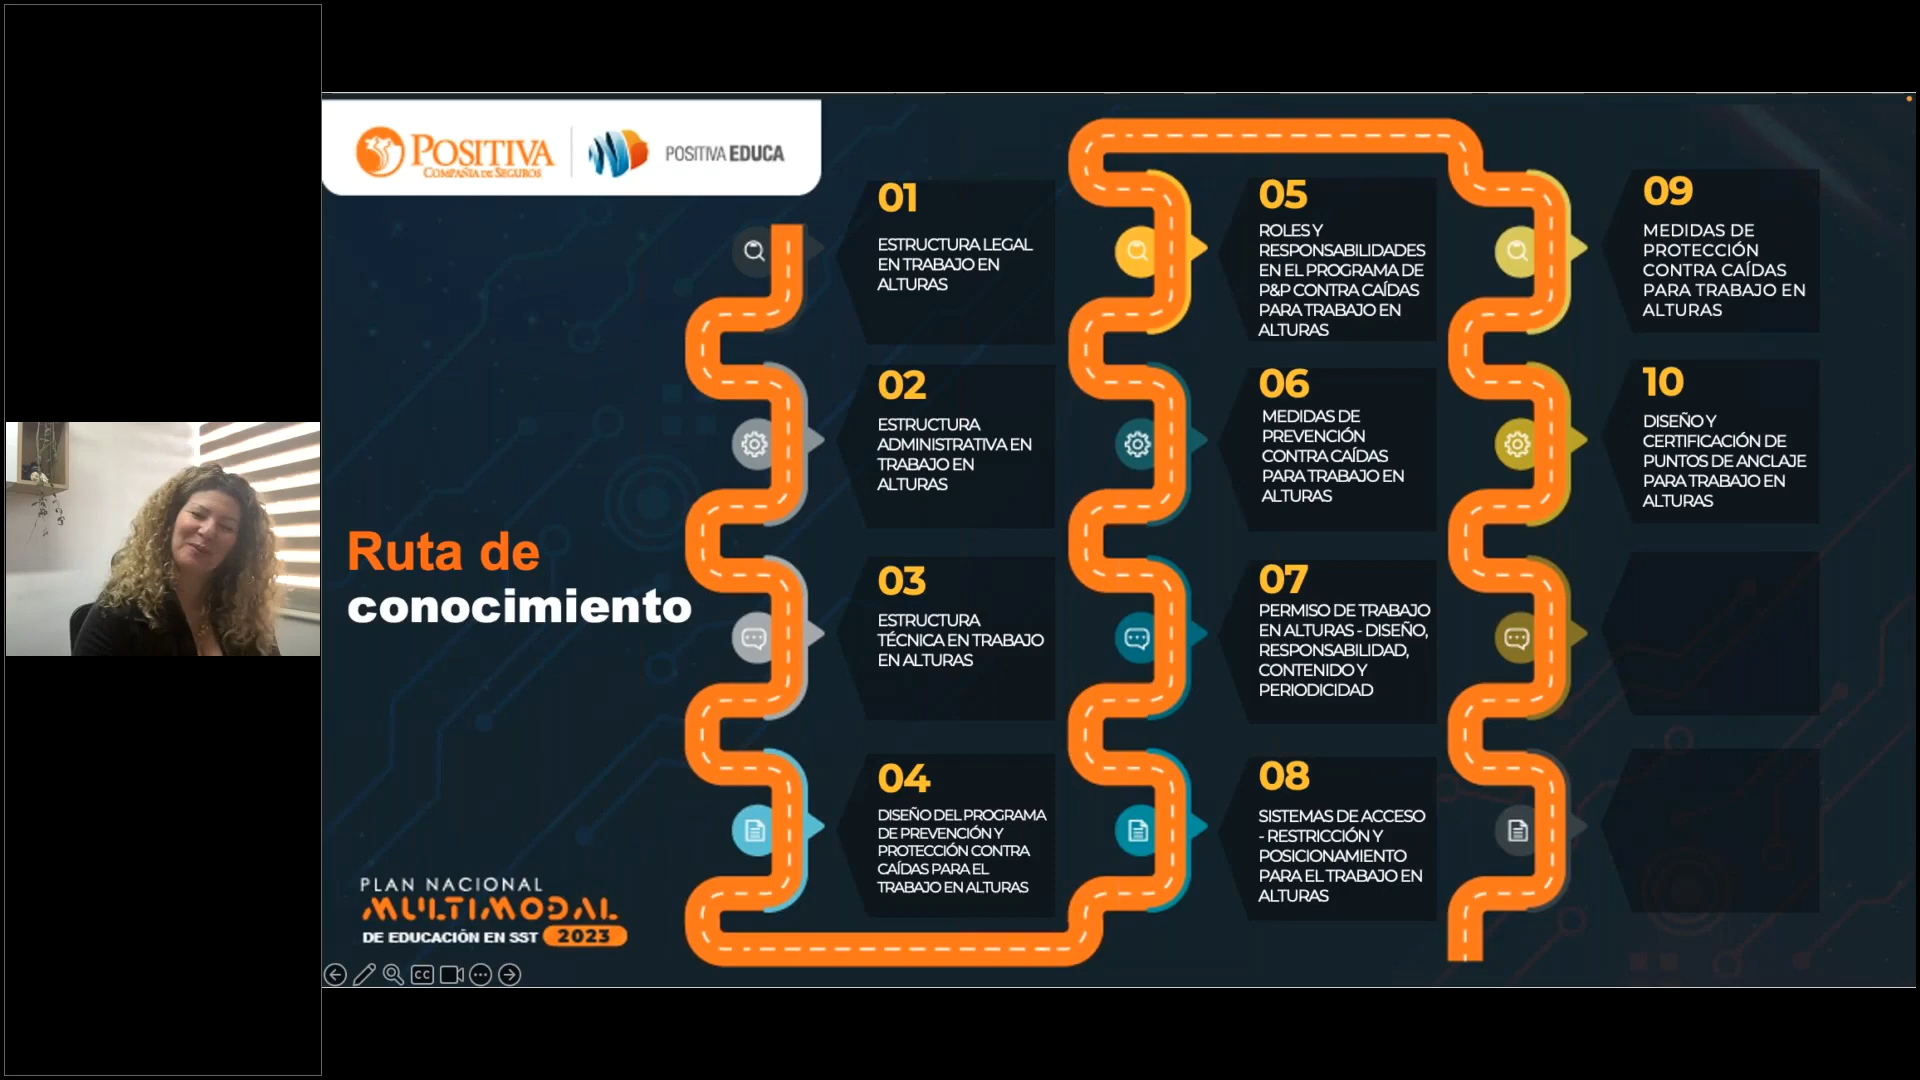 POSITIVA
COMPAÑIA DE SEGUROS
POSITIVA EDUCA
Ruta de
conocimiento
PLAN NACIONAL
MULTIMODAL
DE EDUCACIÓN EN SST 2023
01
ESTRUCTURA LEGAL
EN TRABAJO EN
ALTURAS
02
ESTRUCTURA
ADMINISTRATIVA EN
TRABAJO EN
ALTURAS
03
ESTRUCTURA
TÉCNICA EN TRABAJO
EN ALTURAS
04
DISEÑO DEL PROGRAMA
DE PREVENCIÓN Y
PROTECCIÓN CONTRA
CAÍDAS PARA EL
TRABAJO EN ALTURAS
05
ROLES Y
RESPONSABILIDADES
EN EL PROGRAMA DE
P&P CONTRA CAÍDAS
PARA TRABAJO EN
ALTURAS
06
MEDIDAS DE
PREVENCIÓN
CONTRA CAÍDAS
PARA TRABAJO EN
ALTURAS
07
PERMISO DE TRABAJO
EN ALTURAS - DISEÑO,
RESPONSABILIDAD,
CONTENIDO Y
PERIODICIDAD
08
SISTEMAS DE ACCESO
- RESTRICCIÓN Y
POSICIONAMIENTO
PARA EL TRABAJO EN
ALTURAS
09
MEDIDAS DE
PROTECCIÓN
CONTRA CAÍDAS
PARA TRABAJO EN
ALTURAS
10
DISEÑO Y
CERTIFICACIÓN DE
PUNTOS DE ANCLAJE
PARA TRABAJO EN
ALTURAS
CC